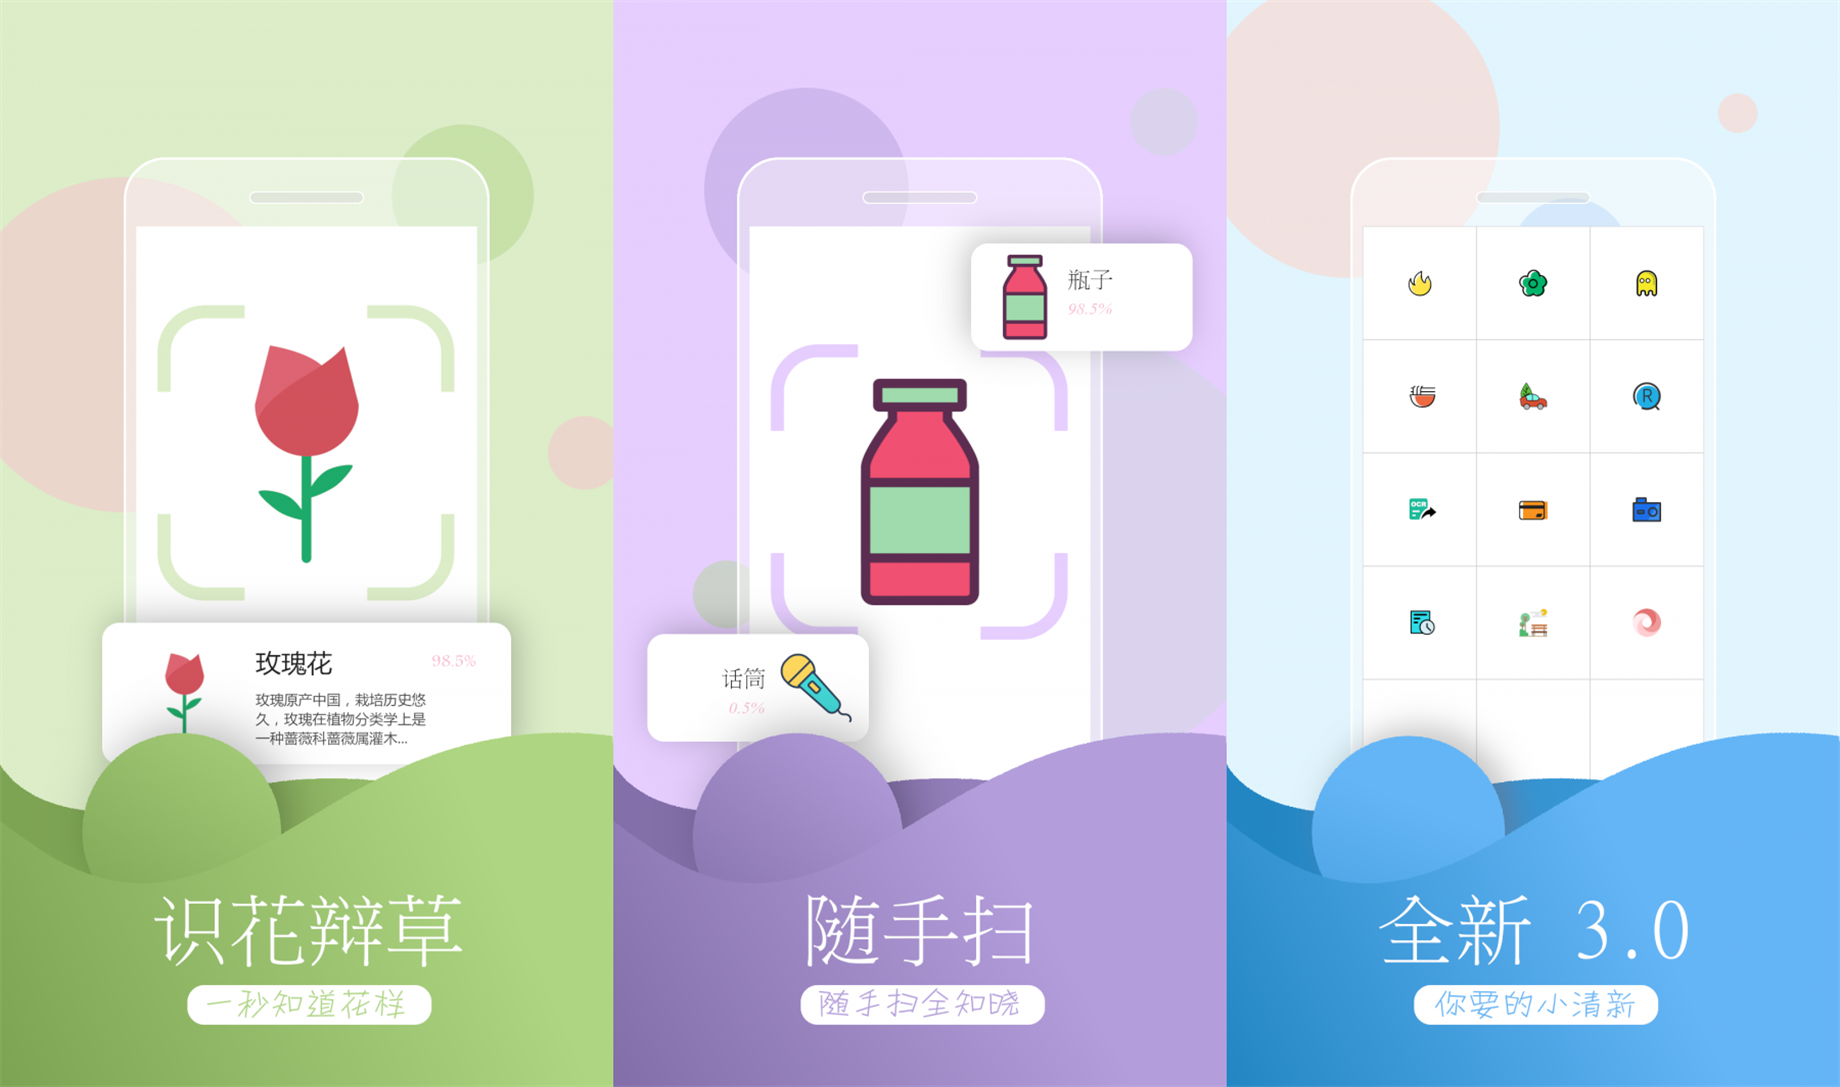 玫瑰花
98.5%
玫瑰原产中国，栽培历史悠
久，玫瑰在植物分类学上是
一种蔷薇科蔷薇属灌木...
识花辩草
一秒知道花样
瓶子
98.5%
话筒
0.5%
随手扫
随手扫全知晓
R
OCR
全新 3.0
你要的小清新